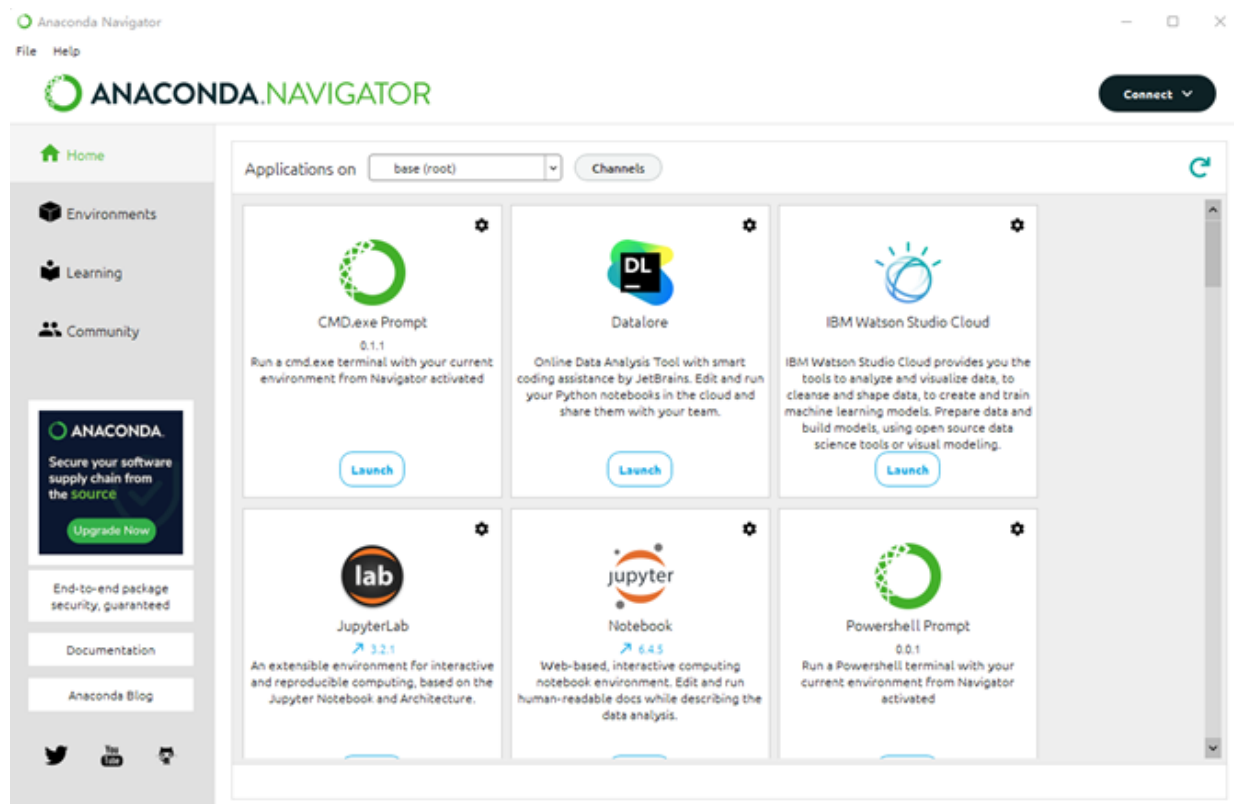 Anaconda Navigator
File Help
ANACONDA.NAVIGATOR
Connect
Home
Environments
Learning
Community
ANACONDA.
Secure your software
supply chain from
the source
Upgrade Now
End-to-end package
security, guaranteed
Documentation
Anaconda Blog
You
Tube
Applications on base (root) Channels
CMD.exe Prompt
0.1.1
Run a cmd.exe terminal with your current
environment from Navigator activated
Launch
DL
Datalore
Online Data Analysis Tool with smart
coding assistance by JetBrains. Edit and run
your Python notebooks in the cloud and
share them with your team.
Launch
IBM Watson Studio Cloud
IBM Watson Studio Cloud provides you the
tools to analyze and visualize data, to
cleanse and shape data, to create and train
machine learning models. Prepare data and
build models, using open source data
science tools or visual modeling.
Launch
lab
JupyterLab
3.2.1
An extensible environment for interactive
and reproducible computing, based on the
Jupyter Notebook and Architecture.
jupyter
Notebook
6.4.5
Web-based, interactive computing
notebook environment. Edit and run
human-readable docs while describing the
data analysis.
Powershell Prompt
0.0.1
Run a Powershell terminal with your
current environment from Navigator
activated